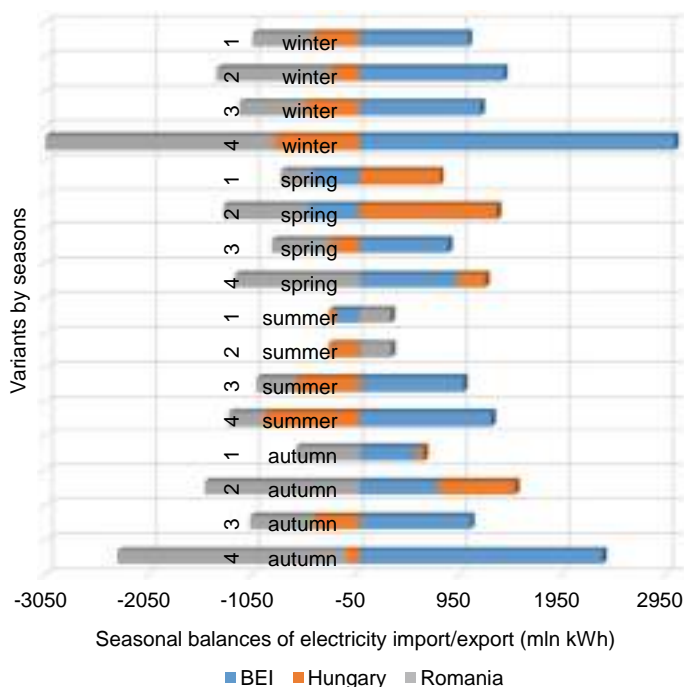 Variants by seasons
1 winter
2 winter
3 winter
4 winter
1 spring
2 spring
3 spring
4 spring
1 summer
2 summer
3 summer
4 summer
1 autumn
2 autumn
3 autumn
4 autumn
-3050 -2050 -1050 -50 950 1950 2950
Seasonal balances of electricity import/export (mln kWh)
BEI Hungary Romania